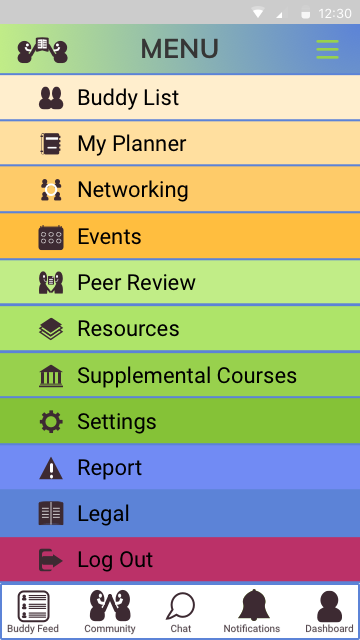 12:30
MENU
Buddy List
My Planner
Networking
Events
Peer Review
Resources
Supplemental Courses
Settings
Report
Legal
Log Out
Buddy Feed Community Chat Notifications Dashboard